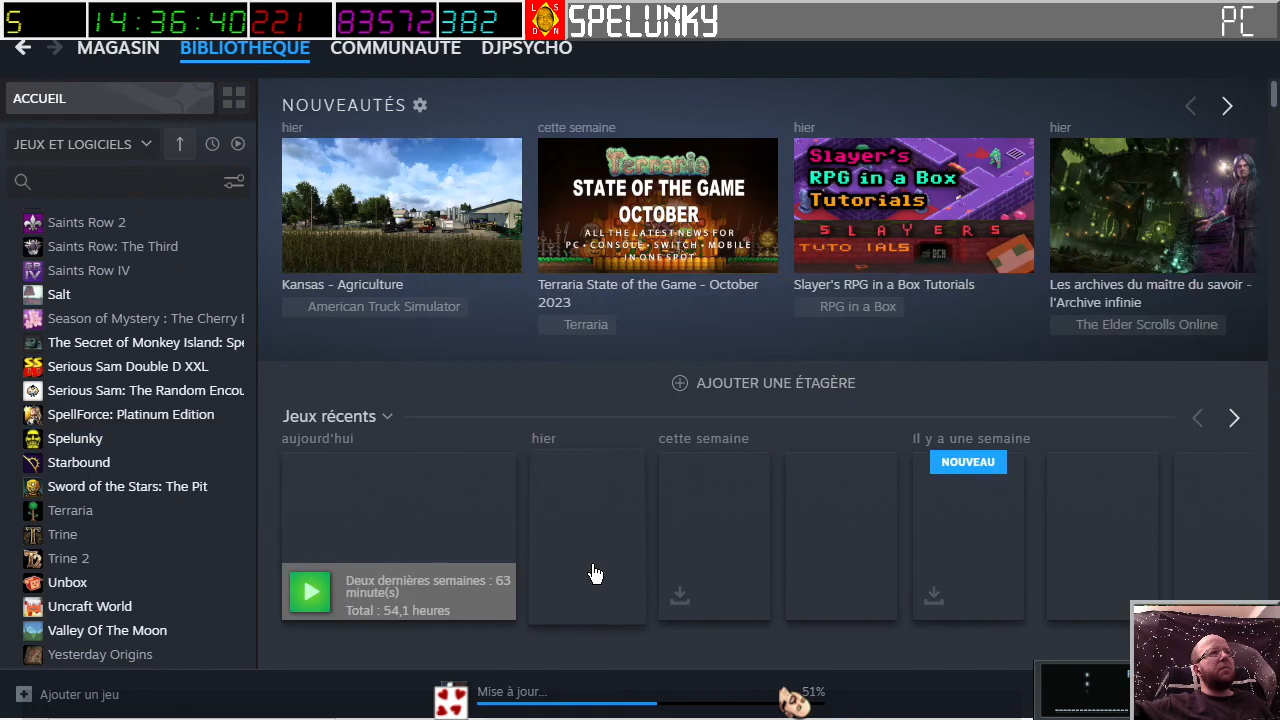 5
14:36:40
221
83572
382
L S
D N
SPELUNKY
PC
MAGASIN
BIBLIOTHÈQUE
COMMUNAUTÉ
DJPSYCHO
ACCUEIL
JEUX ET LOGICIELS
Saints Row 2
Saints Row: The Third
Saints Row IV
Salt
Season of Mystery : The Cherry B
The Secret of Monkey Island: Spe
Serious Sam Double D XXL
Serious Sam: The Random Encou
SpellForce: Platinum Edition
Spelunky
Starbound
Sword of the Stars: The Pit
Terraria
Trine
Trine 2
Unbox
Uncraft World
Valley Of The Moon
Yesterday Origins
Ajouter un jeu
NOUVEAUTÉS
hier
Kansas - Agriculture
American Truck Simulator
cette semaine
Terraria
STATE OF THE GAME
OCTOBER
ALL THE LATEST NEWS FOR
PC • CONSOLE • SWITCH • MOBILE
IN ONE SPOT
Terraria State of the Game - October
2023
Terraria
hier
Slayer's
RPG in a Box
Tutorials
SLAYERS
Slayer's RPG in a Box Tutorials
RPG in a Box
hier
Les archives du maître du savoir -
l'Archive infinie
The Elder Scrolls Online
AJOUTER UNE ÉTAGÈRE
Jeux récents
aujourd'hui
hier
cette semaine
Il y a une semaine
NOUVEAU
Deux dernières semaines : 63
minute(s)
Total : 54,1 heures
Mise à jour...
51%